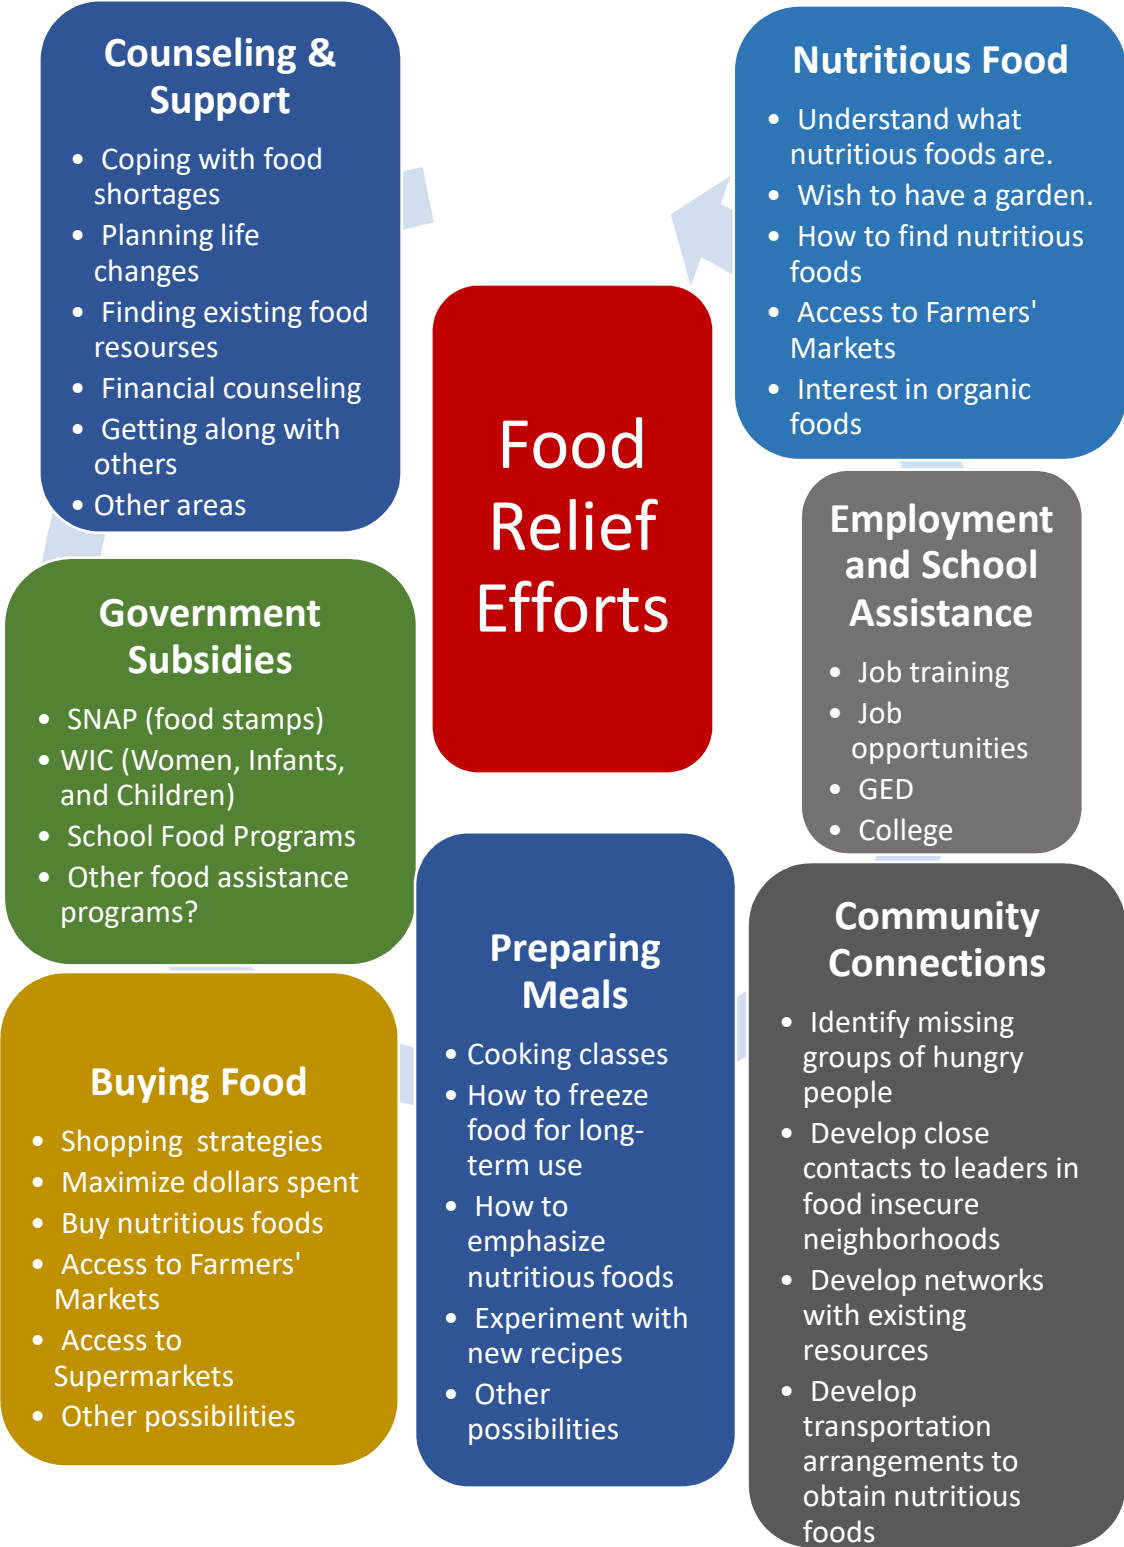 Counseling &
Support
• Coping with food
shortages
• Planning life
changes
• Finding existing food
resourses
• Financial counseling
• Getting along with
others
• Other areas
Nutritious Food
• Understand what
nutritious foods are.
• Wish to have a garden.
• How to find nutritious
foods
• Access to Farmers'
Markets
• Interest in organic
foods
Food
Relief
Efforts
Employment
and School
Assistance
• Job training
• Job
opportunities
• GED
• College
Government
Subsidies
• SNAP (food stamps)
• WIC (Women, Infants,
and Children)
• School Food Programs
• Other food assistance
programs?
Buying Food
• Shopping strategies
• Maximize dollars spent
• Buy nutritious foods
• Access to Farmers'
Markets
• Access to
Supermarkets
• Other possibilities
Preparing
Meals
• Cooking classes
• How to freeze
food for long-
term use
• How to
emphasize
nutritious foods
• Experiment with
new recipes
• Other
possibilities
Community
Connections
• Identify missing
groups of hungry
people
• Develop close
contacts to leaders in
food insecure
neighborhoods
• Develop networks
with existing
resources
• Develop
transportation
arrangements to
obtain nutritious
foods